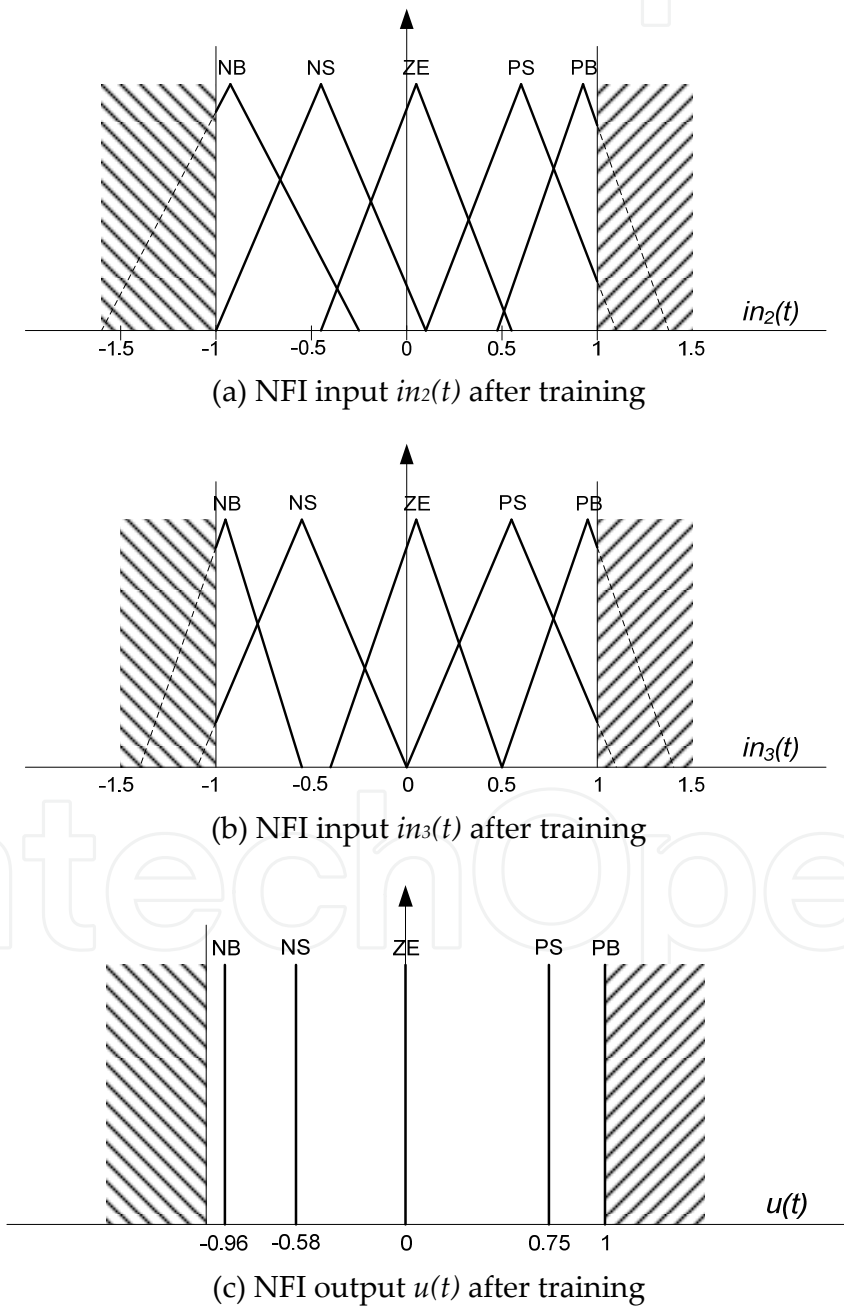 NB NS ZE PS PB
in2(t)
-1.5 -1 -0.5 0 0.5 1 1.5
(a) NFI input in2(t) after training
NB NS ZE PS PB
in3(t)
-1.5 -1 -0.5 0 0.5 1 1.5
(b) NFI input in3(t) after training
ntechOpe
NB NS ZE PS PB
u(t)
-0.96 -0.58 0 0.75 1
(c) NFI output u(t) after training